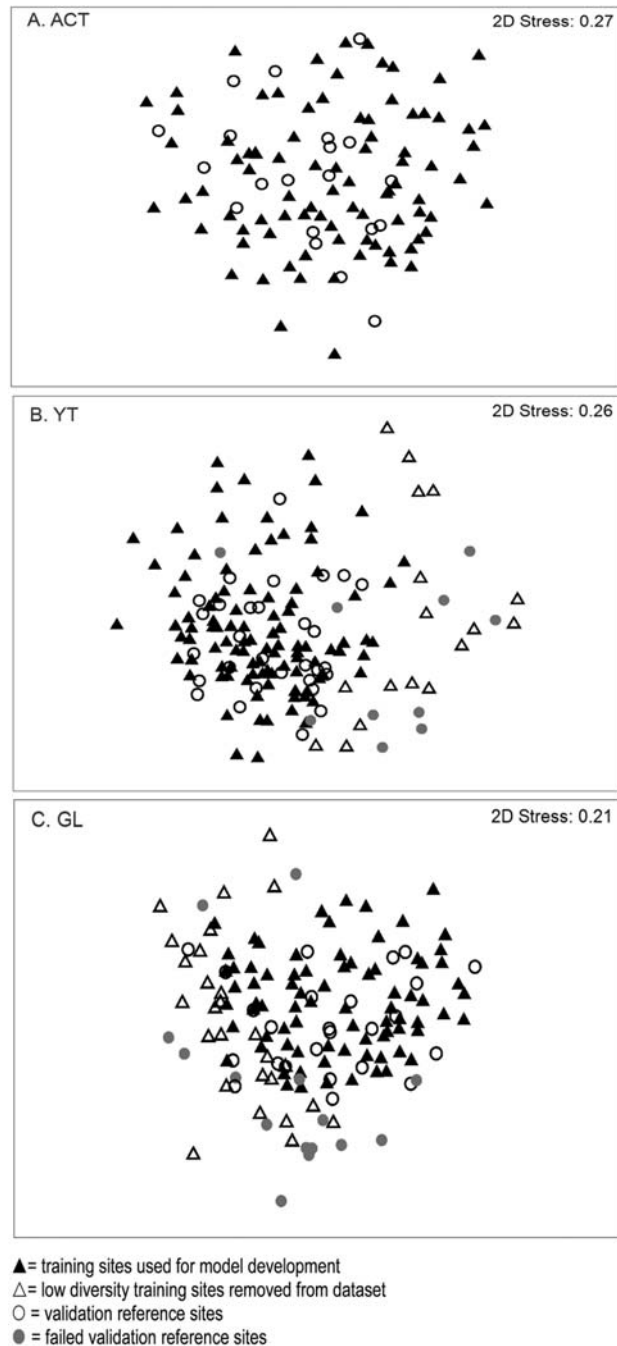 A. ACT
2D Stress: 0.27
B. YT
2D Stress: 0.26
C. GL
2D Stress: 0.21
▲= training sites used for model development
△= low diversity training sites removed from dataset
○ = validation reference sites
● = failed validation reference sites